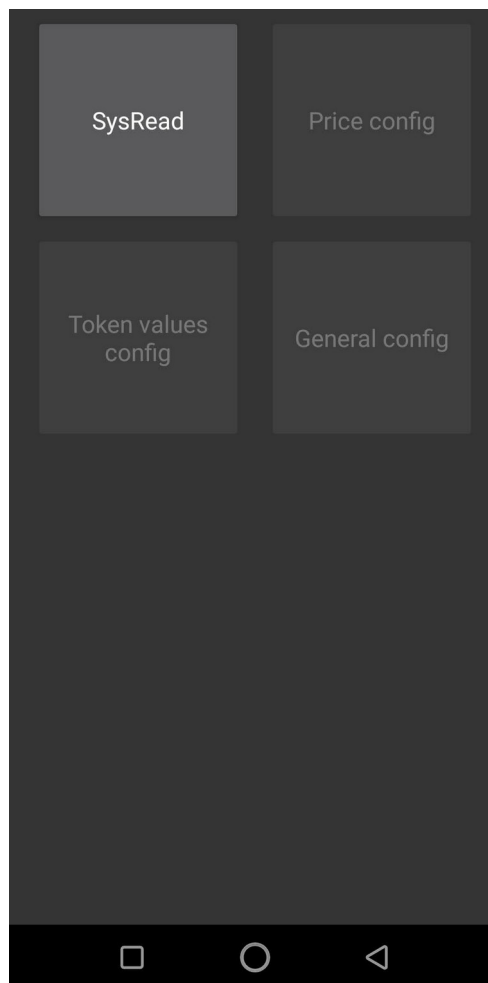 SysRead
Price config
Token values
config
General config